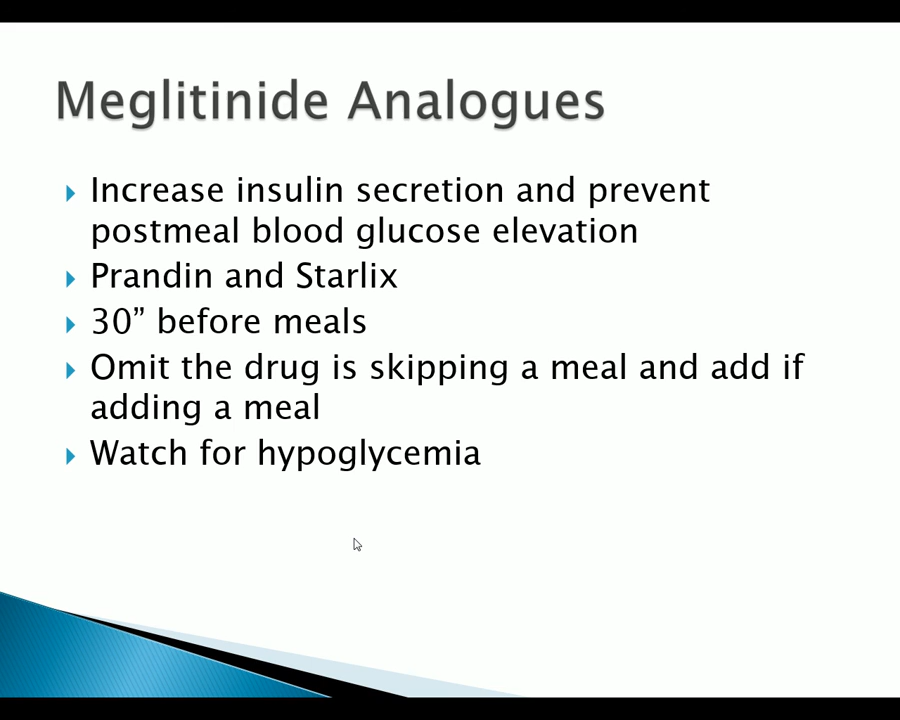 Meglitinide Analogues
Increase insulin secretion and prevent
postmeal blood glucose elevation
Prandin and Starlix
30” before meals
Omit the drug is skipping a meal and add if
adding a meal
Watch for hypoglycemia